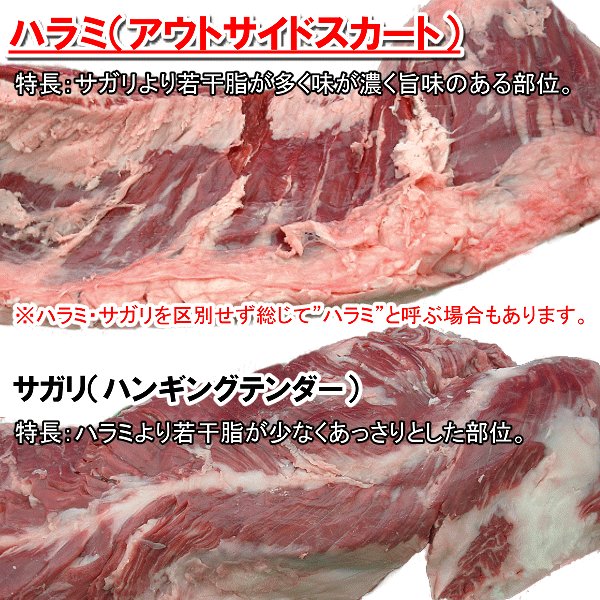 ハラミ（アウトサイドスカート）
特長：サガリより若干脂が多く味が濃く旨味のある部位。
※ハラミ・サガリを区別せず総じて”ハラミ”と呼ぶ場合もあります。
サガリ（ハンギングテンダー）
特長：ハラミより若干脂が少なくあっさりとした部位。